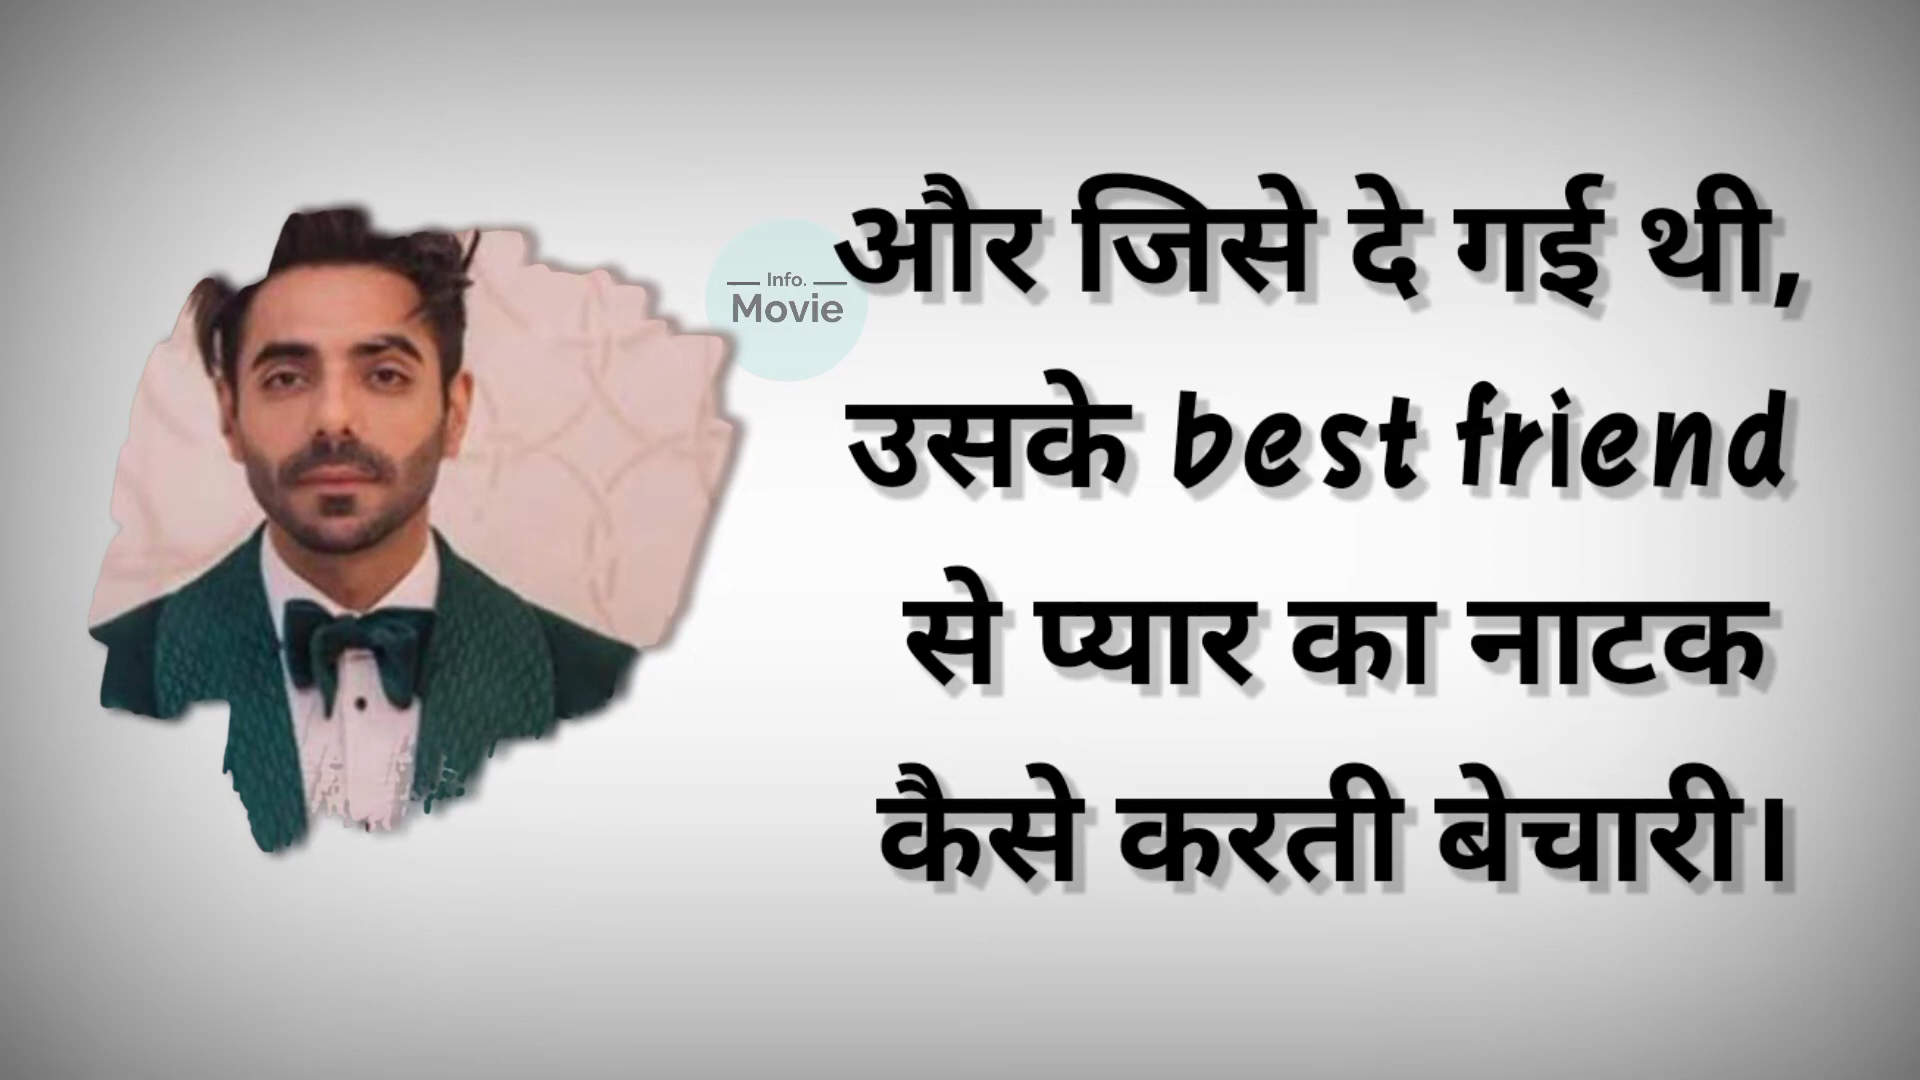 Info.
Movie
और जिसे दे गई थी,
उसके best friend
से प्यार का नाटक
कैसे करती बेचारी।